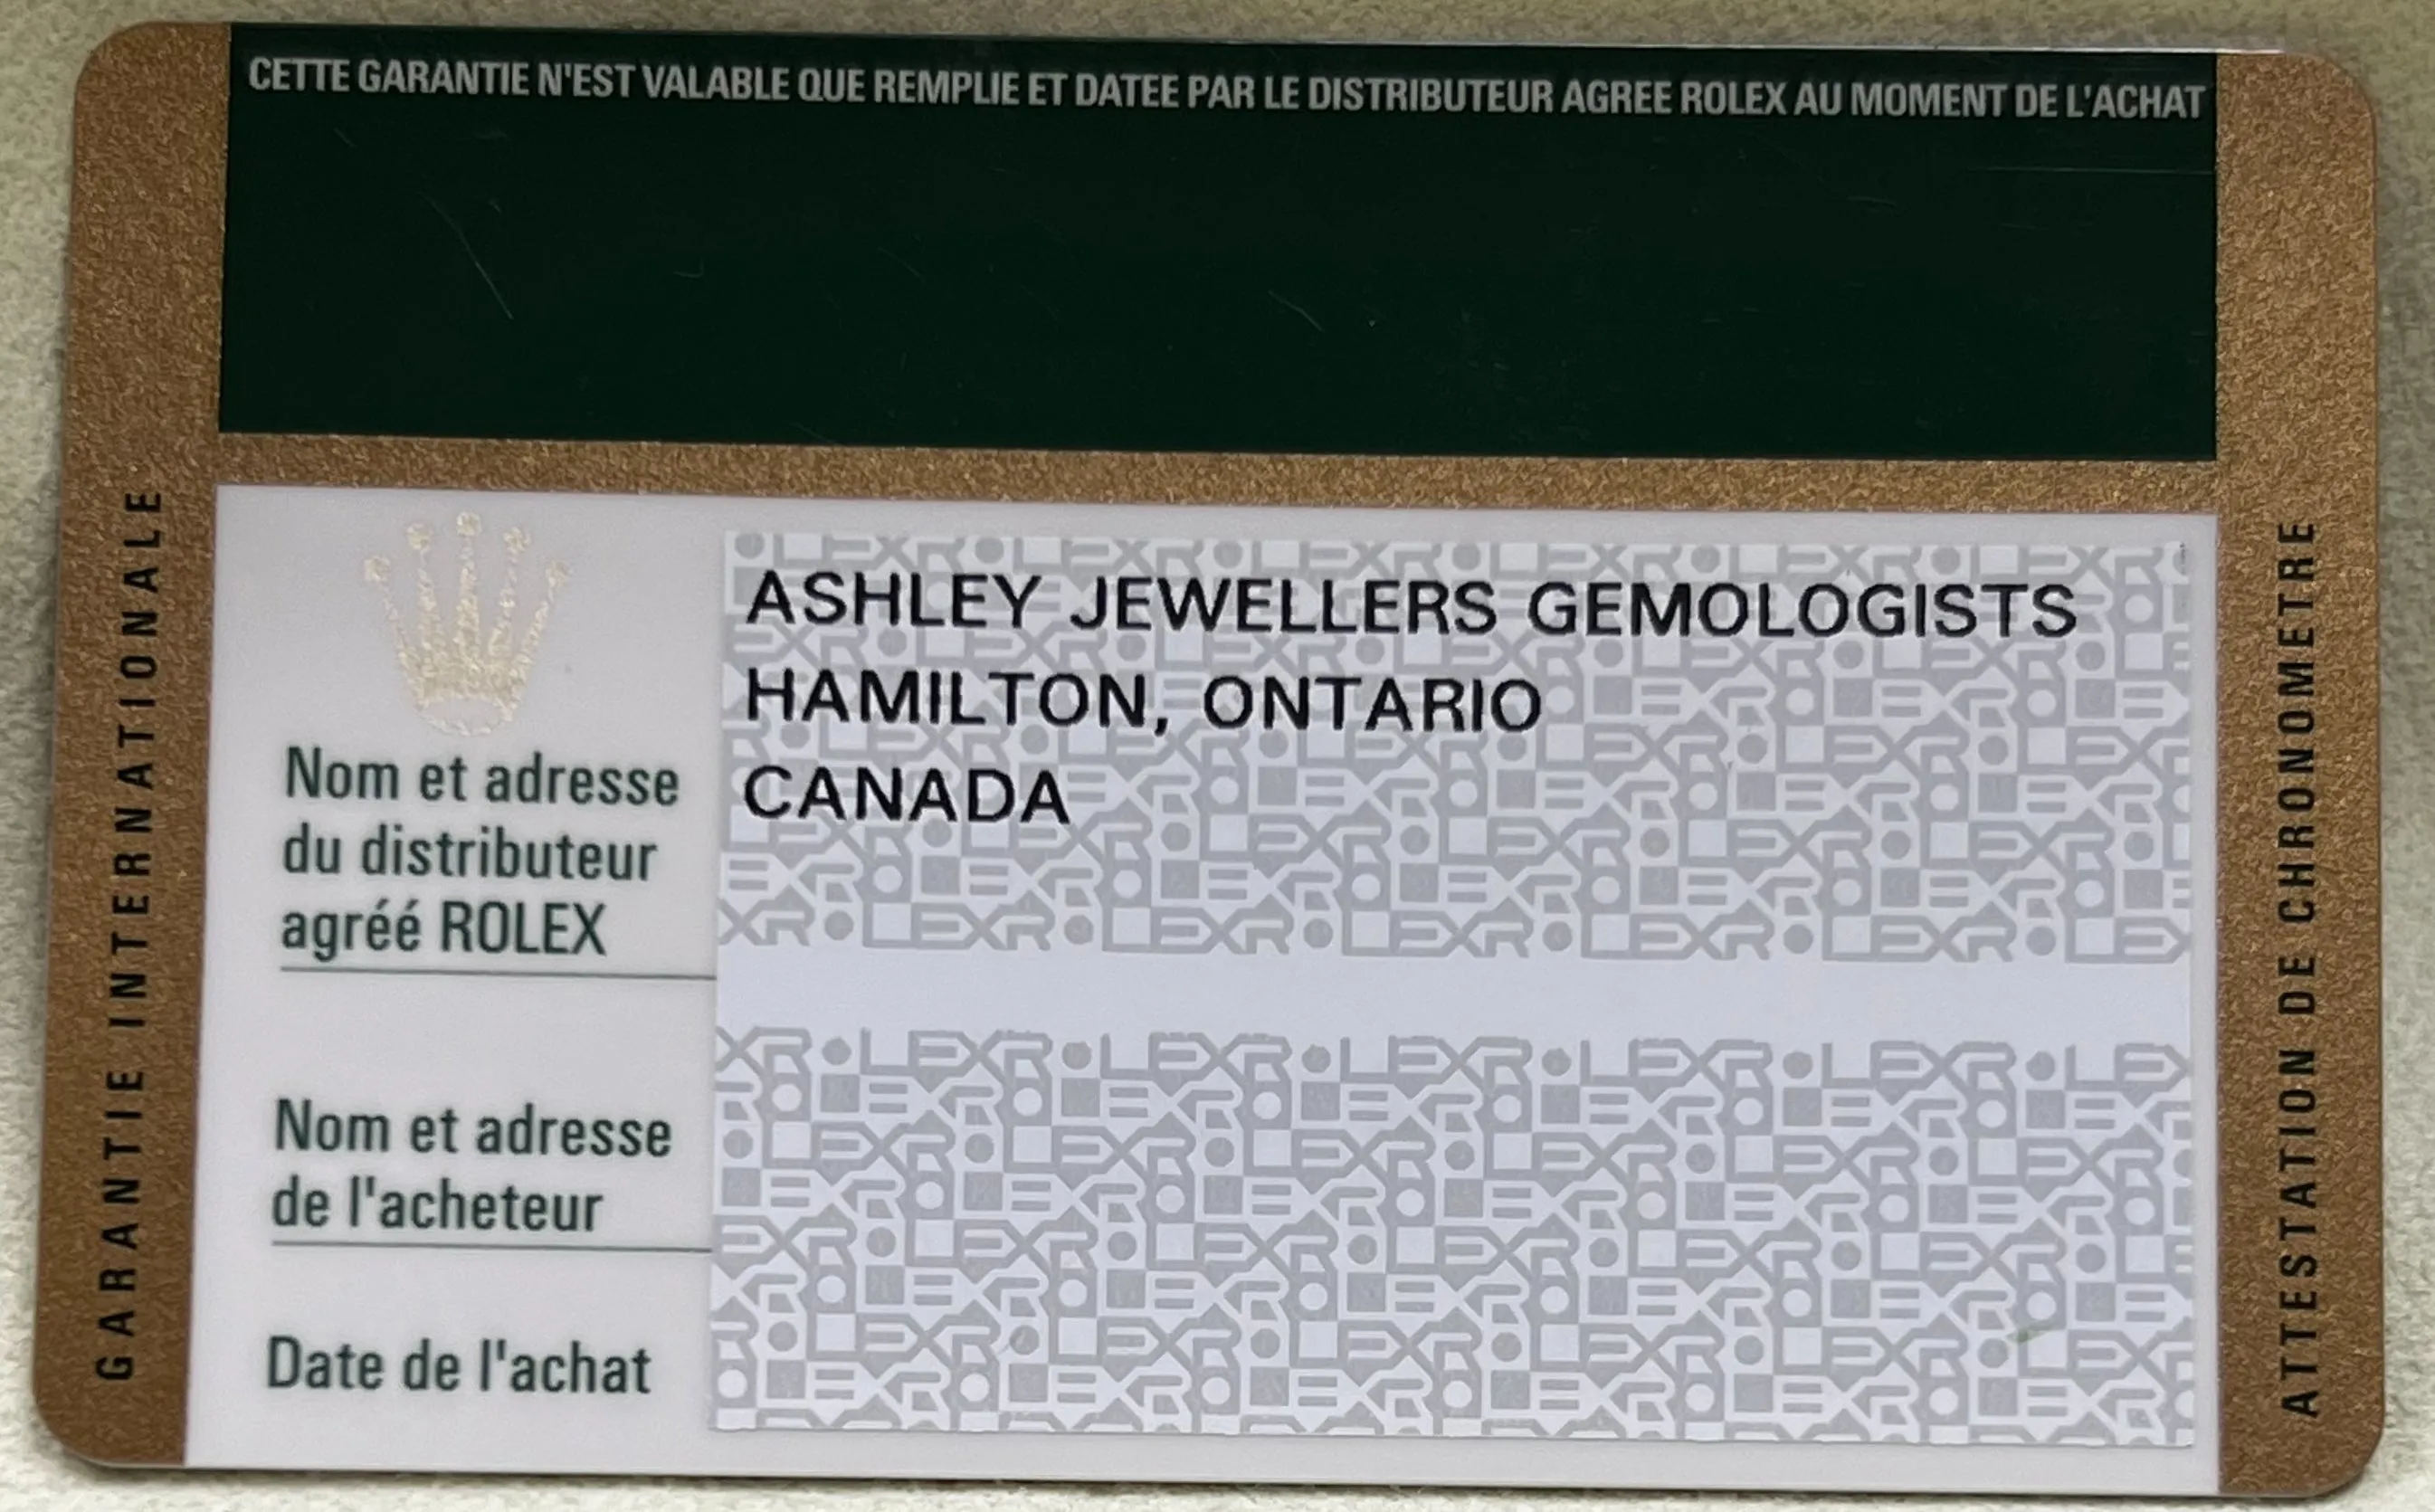 CETTE GARANTIE N'EST VALABLE QUE REMPLIE ET DATEE PAR LE DISTRIBUTEUR AGREE ROLEX AU MOMENT DE L'ACHAT
GARANTIE INTERNATIONALE
Nom et adresse
du distributeur
agréé ROLEX
ASHLEY JEWELLERS GEMOLOGISTS
HAMILTON, ONTARIO
CANADA
Nom et adresse
de l'acheteur
Date de l'achat
ATTESTATION DE CHRONOMETRE